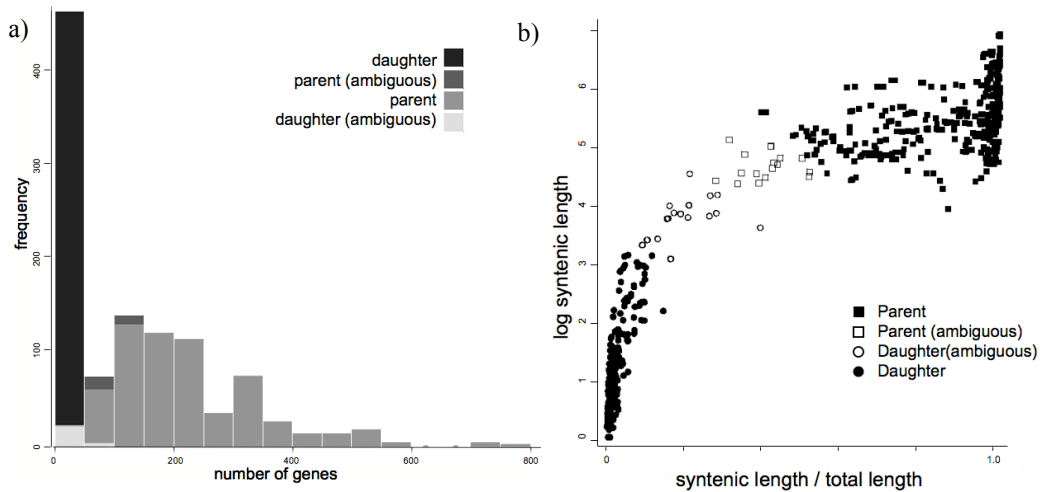 a)
daughter
parent (ambiguous)
parent
daughter (ambiguous)
frequency
400
300
200
100
0
0
200
400
600
800
number of genes
b)
log syntenic length
6
5
4
3
2
1
0
Parent
Parent (ambiguous)
Daughter(ambiguous)
Daughter
0
1.0
syntenic length / total length